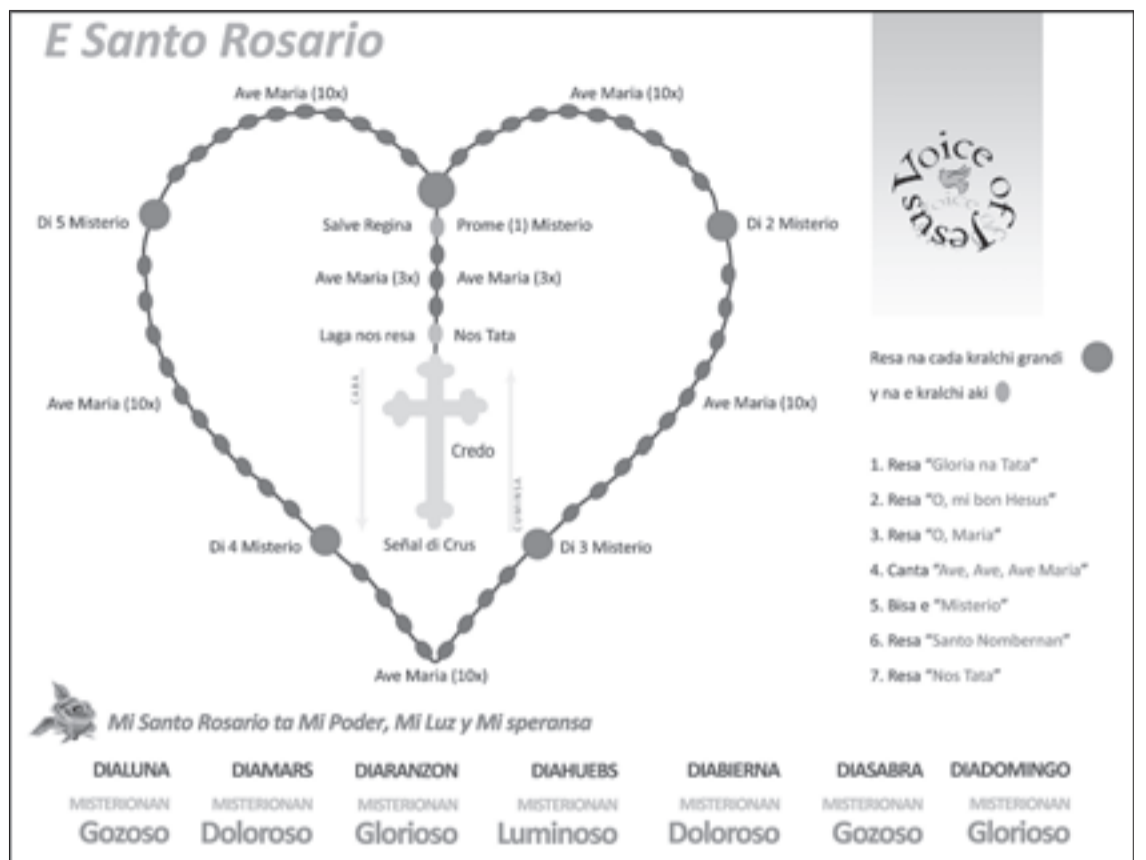 E Santo Rosario
Ave Maria (10x)
Ave Maria (10x)
Voice of Jesus
Di 5 Misterio
Salve Regina
Prome (1) Misterio
Di 2 Misterio
Ave Maria (3x)
Ave Maria (3x)
Laga nos resa
Nos Tata
Resa na cada kralchi grandi
y na e kralchi aki
CABA
Ave Maria (10x)
Ave Maria (10x)
Credo
CUMINSA
Di 4 Misterio
Señal di Crus
Di 3 Misterio
Ave Maria (10x)
1. Resa "Gloria na Tata"
2. Resa "O, mi bon Hesus"
3. Resa "O, Maria"
4. Canta "Ave, Ave, Ave Maria"
5. Bisa e "Misterio"
6. Resa "Santo Nombernan"
7. Resa "Nos Tata"
Mi Santo Rosario ta Mi Poder, Mi Luz y Mi speransa
DIALUNA DIAMARS DIARANZON DIAHUEBS DIABIERNA DIASABRA DIADOMINGO
MISTERIONAN MISTERIONAN MISTERIONAN MISTERIONAN MISTERIONAN MISTERIONAN MISTERIONAN
Gozoso Doloroso Glorioso Luminoso Doloroso Gozoso Glorioso